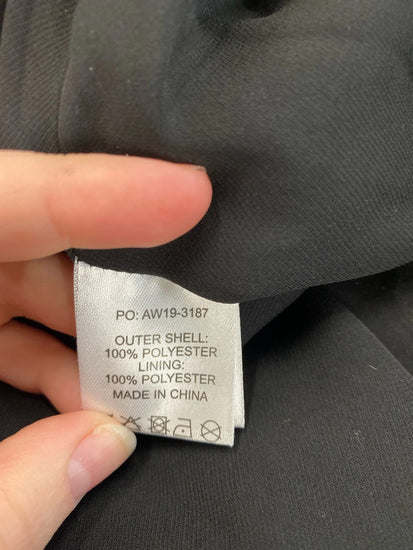 PO: AW19-3187
OUTER SHELL:
100% POLYESTER
LINING:
100% POLYESTER
MADE IN CHINA